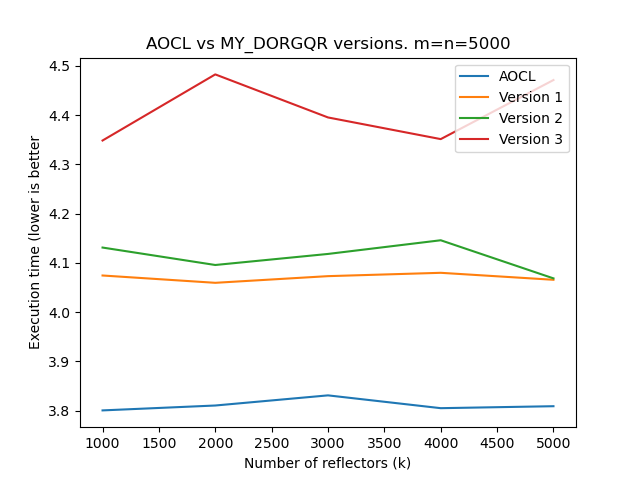 AOCL vs MY_DORGQR versions. m=n=5000
Execution time (lower is better
4.5
4.4
4.3
4.2
4.1
4.0
3.9
3.8
AOCL
Version 1
Version 2
Version 3
1000 1500 2000 2500 3000 3500 4000 4500 5000
Number of reflectors (k)